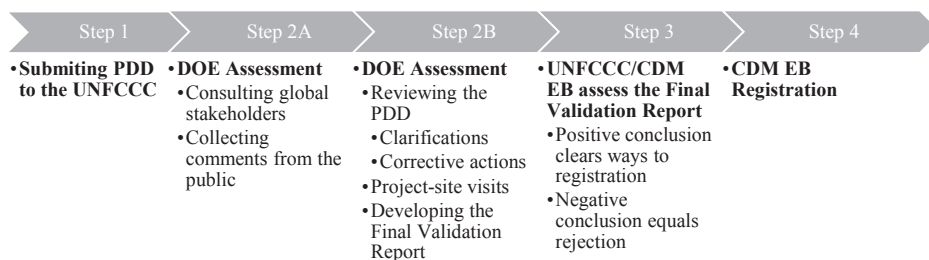 Step 1
Step 2A
Step 2B
Step 3
Step 4
•Submiting PDD
to the UNFCCC
•DOE Assessment
•Consulting global
stakeholders
•Collecting
comments from the
public
•DOE Assessment
•Reviewing the
PDD
•Clarifications
•Corrective actions
•Project-site visits
•Developing the
Final Validation
Report
•UNFCCC/CDM
EB assess the Final
Validation Report
•Positive conclusion
clears ways to
registration
•Negative
conclusion equals
rejection
•CDM EB
Registration